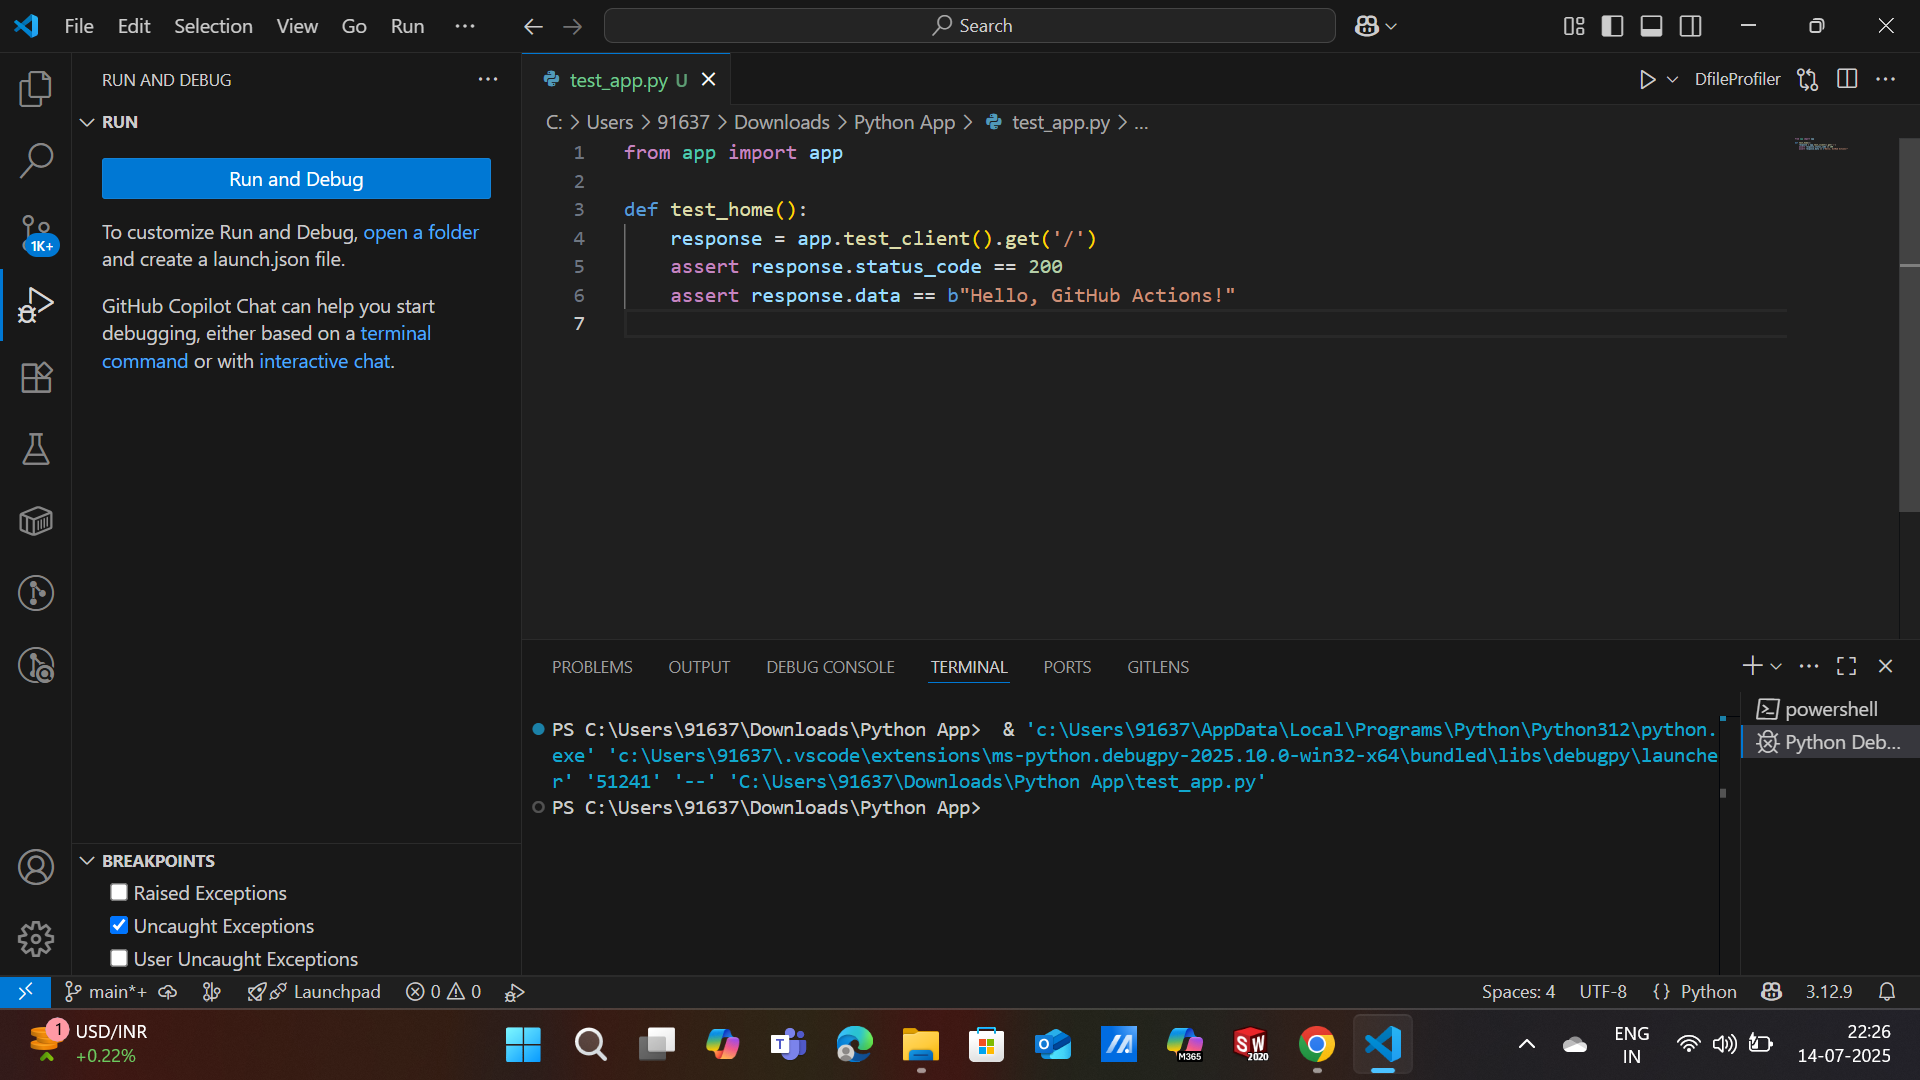 File Edit Selection View Go Run ··· Search
RUN AND DEBUG ···
RUN
Run and Debug
To customize Run and Debug, open a folder
and create a launch.json file.
GitHub Copilot Chat can help you start
debugging, either based on a terminal
command or with interactive chat.
1K+
BREAKPOINTS
Raised Exceptions
Uncaught Exceptions
User Uncaught Exceptions
test_app.py U
DfileProfiler
C: > Users > 91637 > Downloads > Python App > test_app.py > ...
1 from app import app
2
3 def test_home():
4     response = app.test_client().get('/')
5     assert response.status_code == 200
6     assert response.data == b"Hello, GitHub Actions!"
7
PROBLEMS OUTPUT DEBUG CONSOLE TERMINAL PORTS GITLENS
PS C:\Users\91637\Downloads\Python App>  & 'c:\Users\91637\AppData\Local\Programs\Python\Python312\python.
exe' 'c:\Users\91637\.vscode\extensions\ms-python.debugpy-2025.10.0-win32-x64\bundled\libs\debugpy\launche
r' '51241' '--' 'C:\Users\91637\Downloads\Python App\test_app.py'
PS C:\Users\91637\Downloads\Python App>
powershell
Python Deb...
main*+ Launchpad 0 0 Spaces: 4 UTF-8 {} Python 3.12.9
1 USD/INR
+0.22%
T
M365
SW
2020
ENG
IN
22:26
14-07-2025